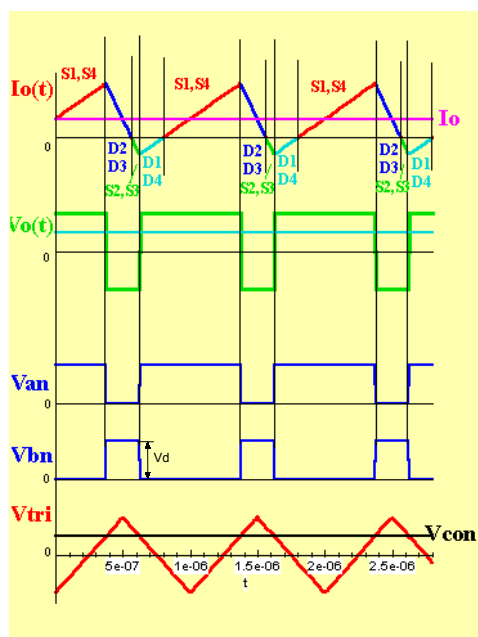 S1,S4 S1,S4 S1,S4
Io(t)
Io
0
D2 D1 D2 D1 D2 D1
D3 D4 D3 D4 D3 D4
S2,S3 S2,S3 S2,S3
Vo(t)
0
Van
0
Vbn
Vd
0
Vtri
Vcon
0
5e-07 1e-06 1.5e-06 2e-06 2.5e-06
t